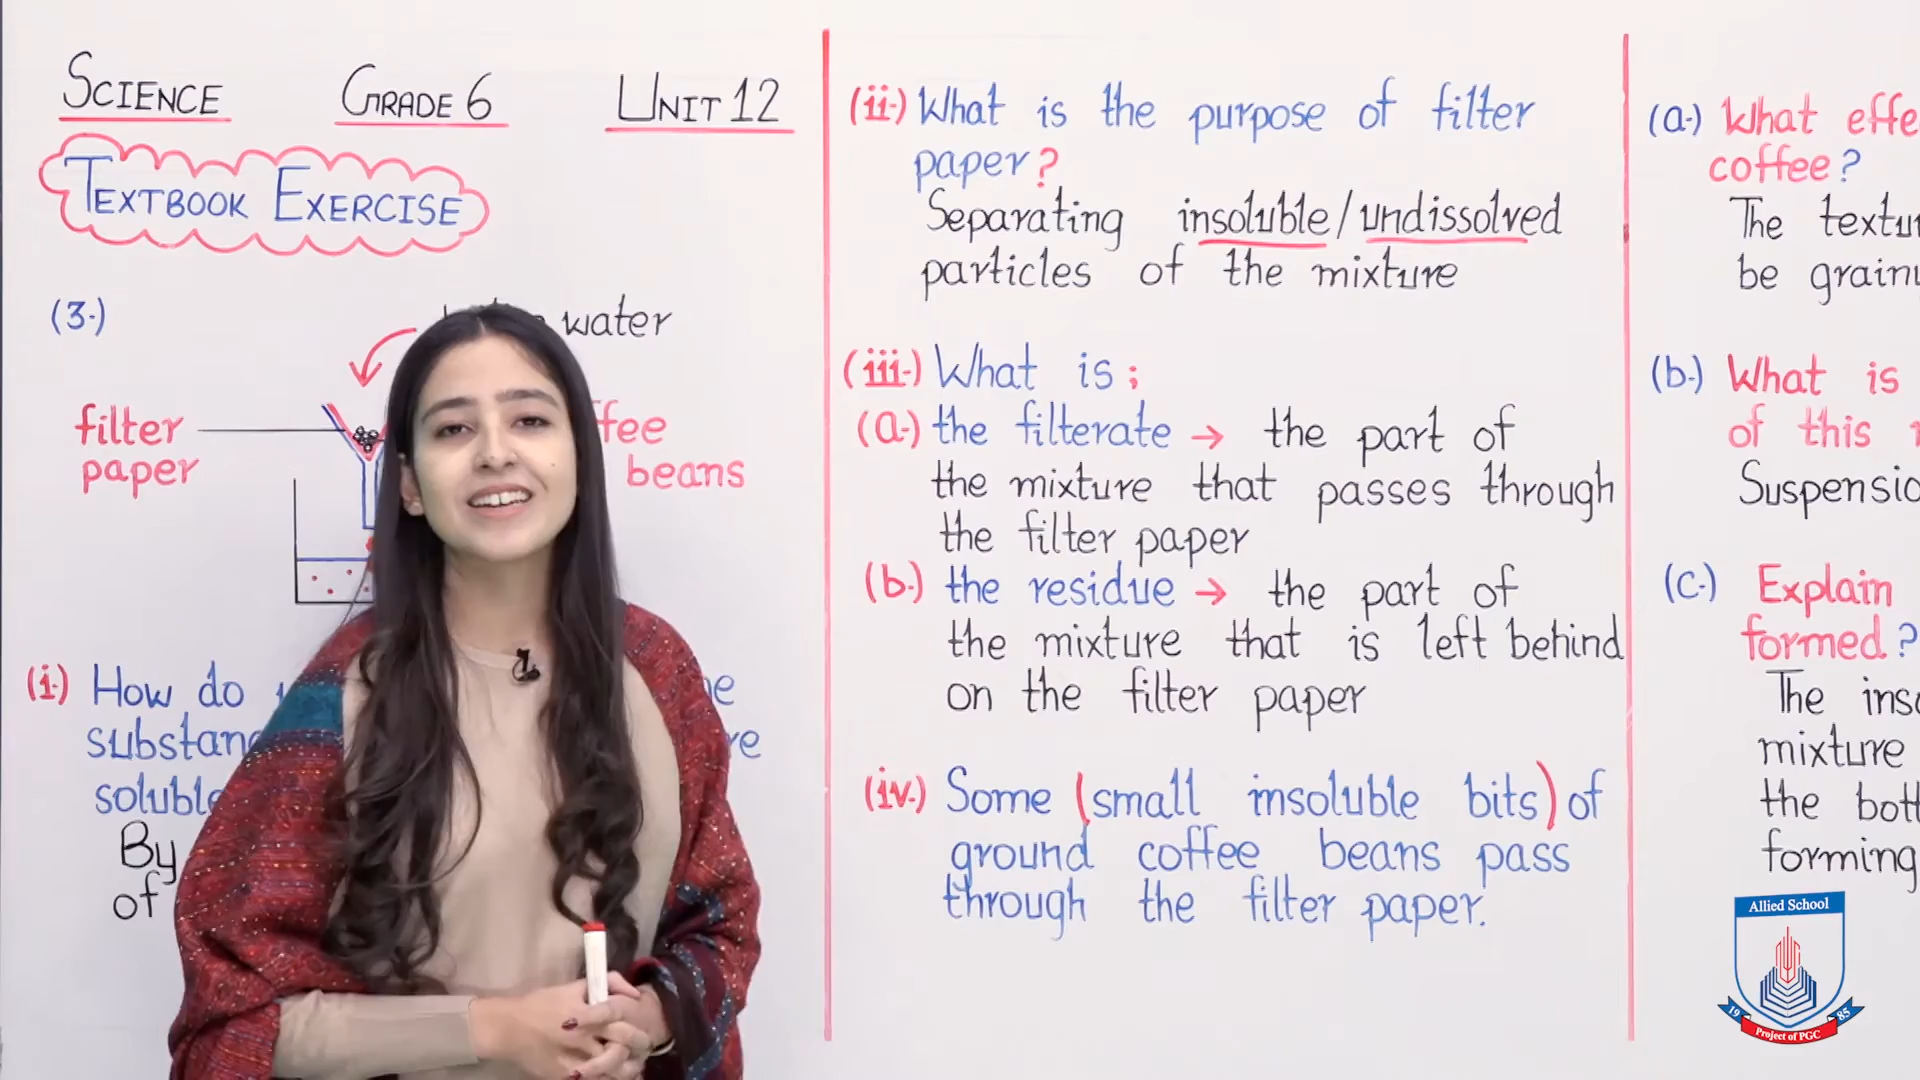 SCIENCE GRADE 6 UNIT 12
TEXTBOOK EXERCISE
(3.)
water
filter
paper
beans
(i.) How do
substan
soluble
By
of
(ii.) What is the purpose of filter
paper?
Separating insoluble/undissolved
particles of the mixture
(iii.) What is;
(a.) the filterate → the part of
the mixture that passes through
the filter paper
(b.) the residue → the part of
the mixture that is left behind
on the filter paper
(iv.) Some (small insoluble bits) of
ground coffee beans pass
through the filter paper.
(a.) What effe
coffee?
The textu
be grain
(b.) What is
of this
Suspensio
(c.) Explain
formed?
The inso
mixture
the bott
forming
Allied School
19 85
Project of PGC